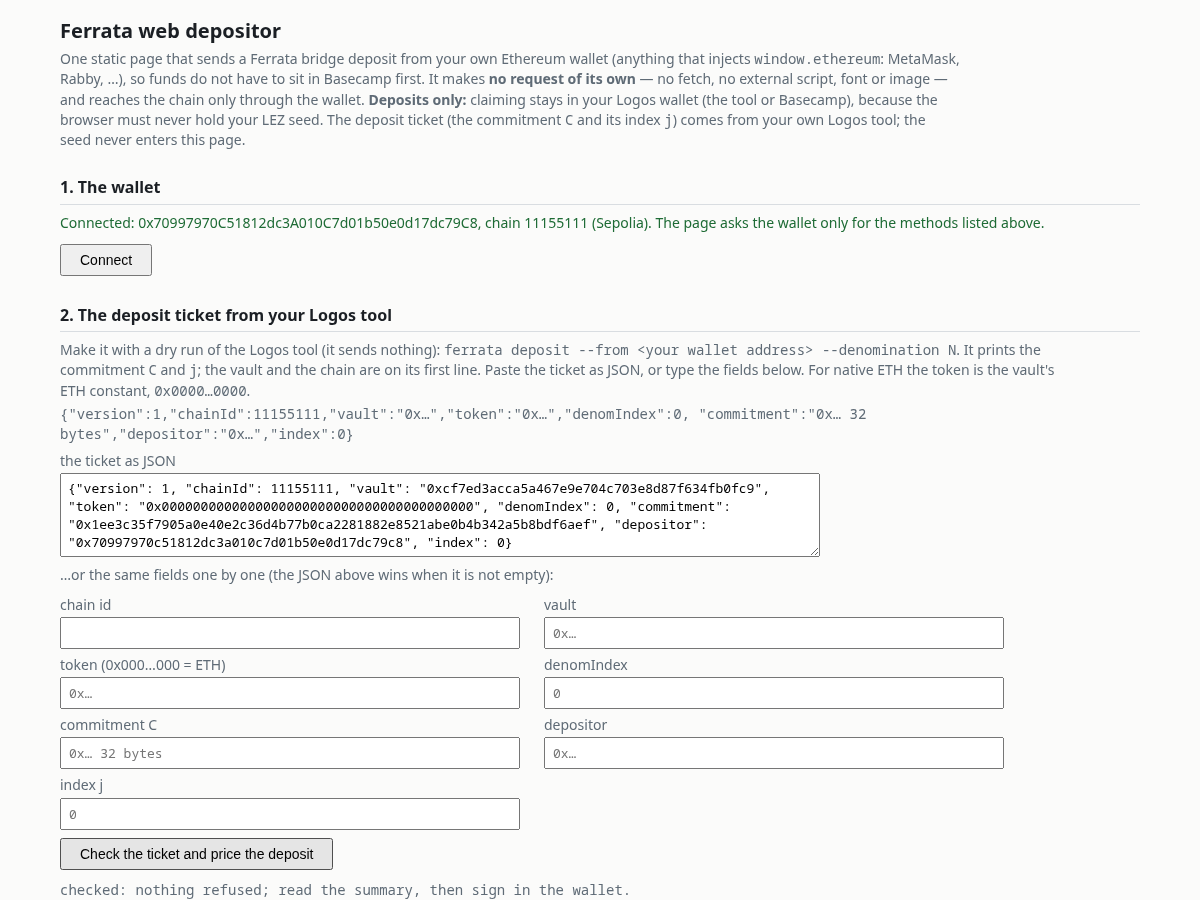 Ferrata web depositor
One static page that sends a Ferrata bridge deposit from your own Ethereum wallet (anything that injects window.ethereum: MetaMask,
Rabby, …), so funds do not have to sit in Basecamp first. It makes no request of its own — no fetch, no external script, font or image —
and reaches the chain only through the wallet. Deposits only: claiming stays in your Logos wallet (the tool or Basecamp), because the
browser must never hold your LEZ seed. The deposit ticket (the commitment C and its index j) comes from your own Logos tool; the
seed never enters this page.
1. The wallet
Connected: 0x70997970C51812dc3A010C7d01b50e0d17dc79C8, chain 11155111 (Sepolia). The page asks the wallet only for the methods listed above.
Connect
2. The deposit ticket from your Logos tool
Make it with a dry run of the Logos tool (it sends nothing): ferrata deposit --from <your wallet address> --denomination N. It prints the
commitment C and j; the vault and the chain are on its first line. Paste the ticket as JSON, or type the fields below. For native ETH the token is the vault's
ETH constant, 0x0000…0000.
{"version":1,"chainId":11155111,"vault":"0x…","token":"0x…","denomIndex":0, "commitment":"0x… 32
bytes","depositor":"0x…","index":0}
the ticket as JSON
{"version": 1, "chainId": 11155111, "vault": "0xcf7ed3acca5a467e9e704c703e8d87f634fb0fc9",
"token": "0x0000000000000000000000000000000000000000", "denomIndex": 0, "commitment":
"0x1ee3c35f7905a0e40e2c36d4b77b0ca2281882e8521abe0b4b342a5b8bdf6aef", "depositor":
"0x70997970c51812dc3a010c7d01b50e0d17dc79c8", "index": 0}
…or the same fields one by one (the JSON above wins when it is not empty):
chain id
vault
0x…
token (0x000…000 = ETH)
denomIndex
0x…
0
commitment C
depositor
0x… 32 bytes
0x…
index j
0
Check the ticket and price the deposit
checked: nothing refused; read the summary, then sign in the wallet.